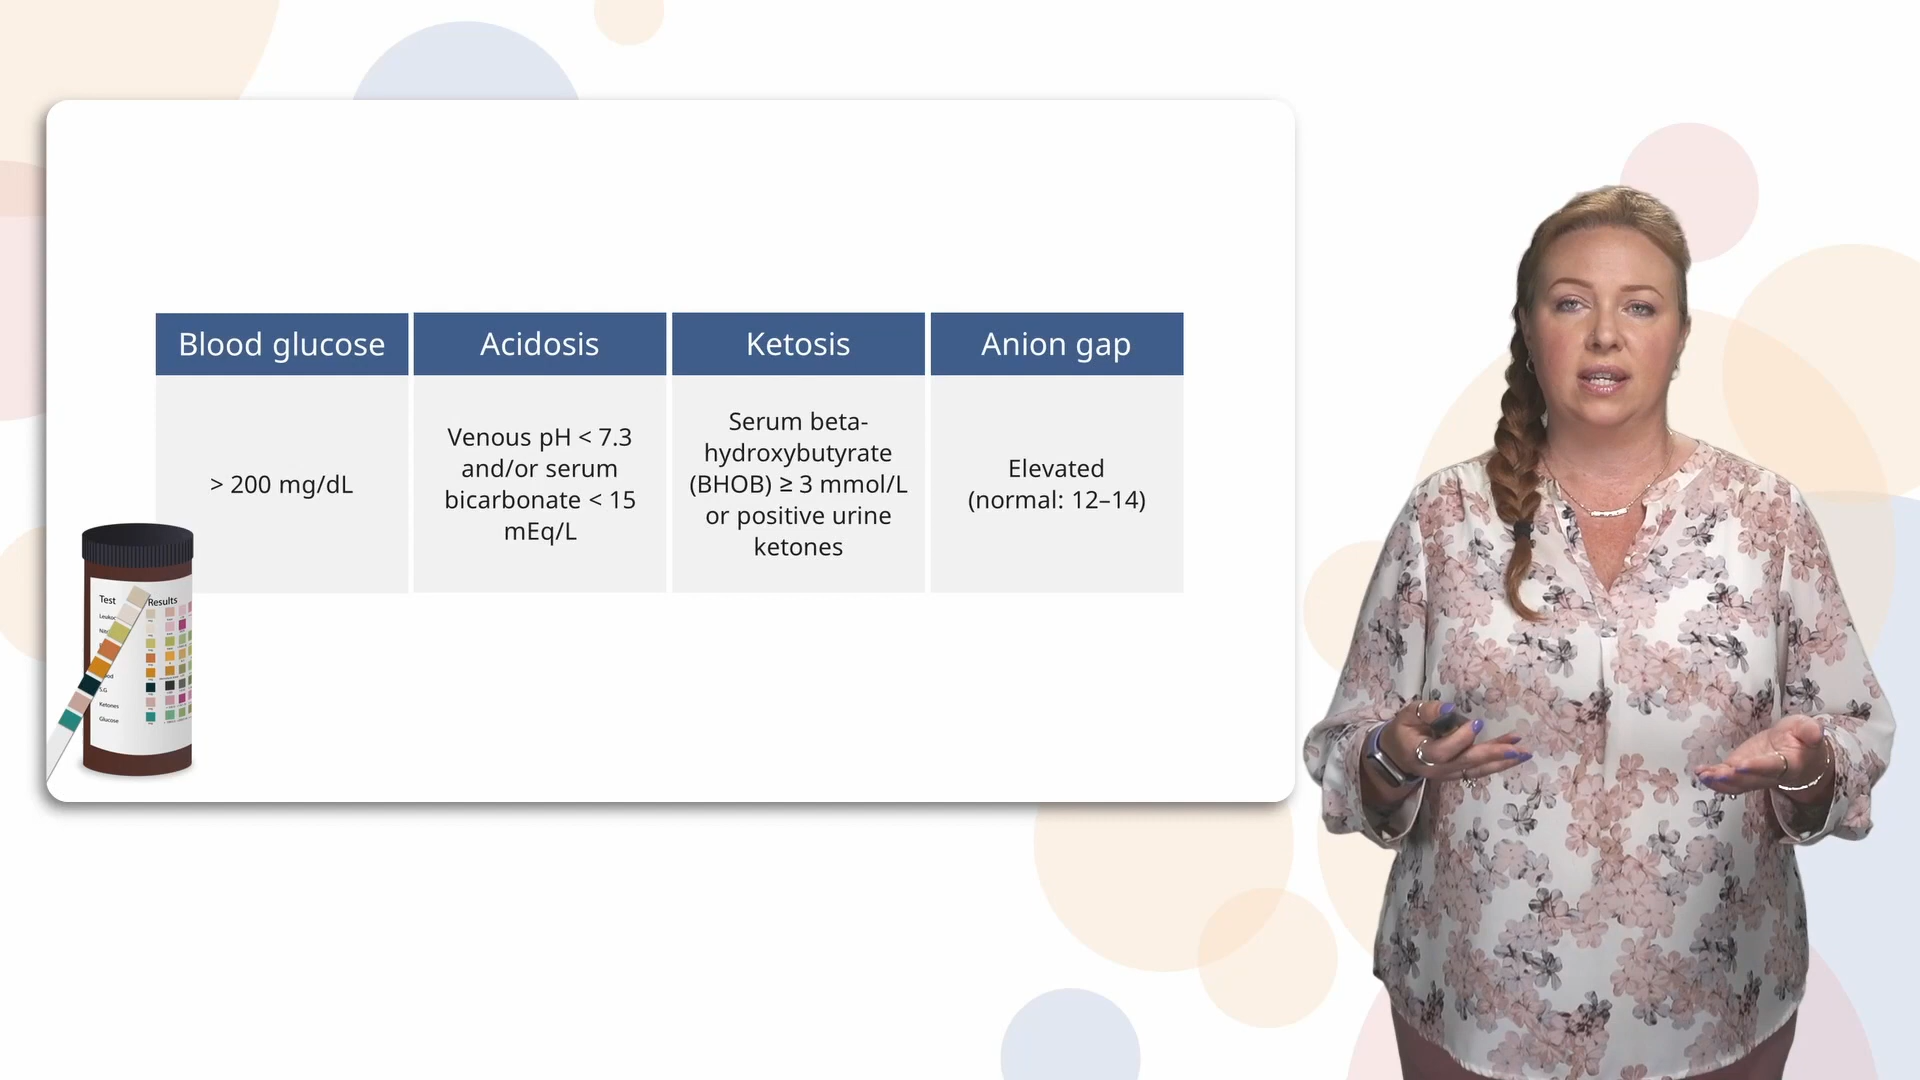 Blood glucose
Acidosis
Ketosis
Anion gap
> 200 mg/dL
Venous pH < 7.3
and/or serum
bicarbonate < 15
mEq/L
Serum beta-
hydroxybutyrate
(BHOB) ≥ 3 mmol/L
or positive urine
ketones
Elevated
(normal: 12–14)
Test
Results
S.G
Ketones
Glucose